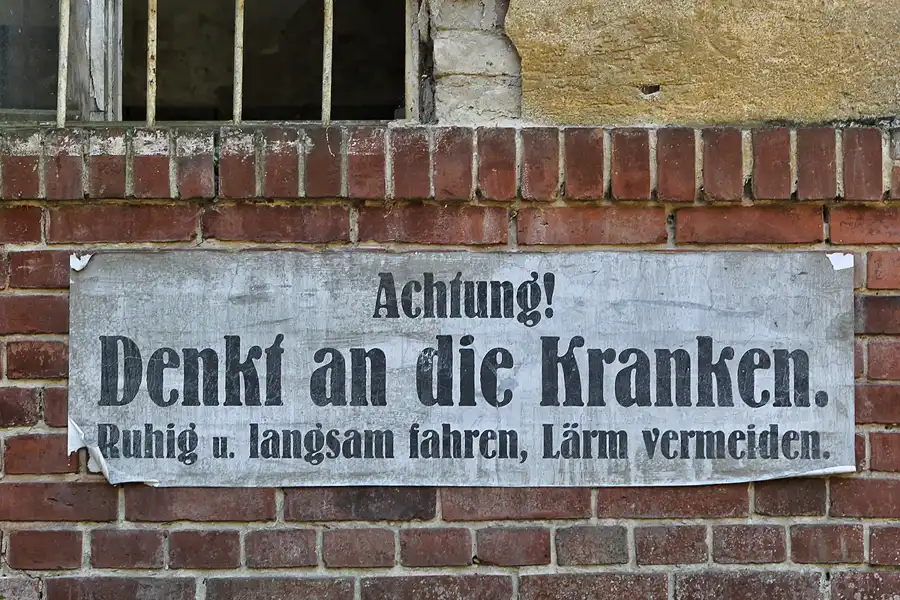 Achtung!
Denkt an die Kranken.
Ruhig u. langsam fahren, Lärm vermeiden.